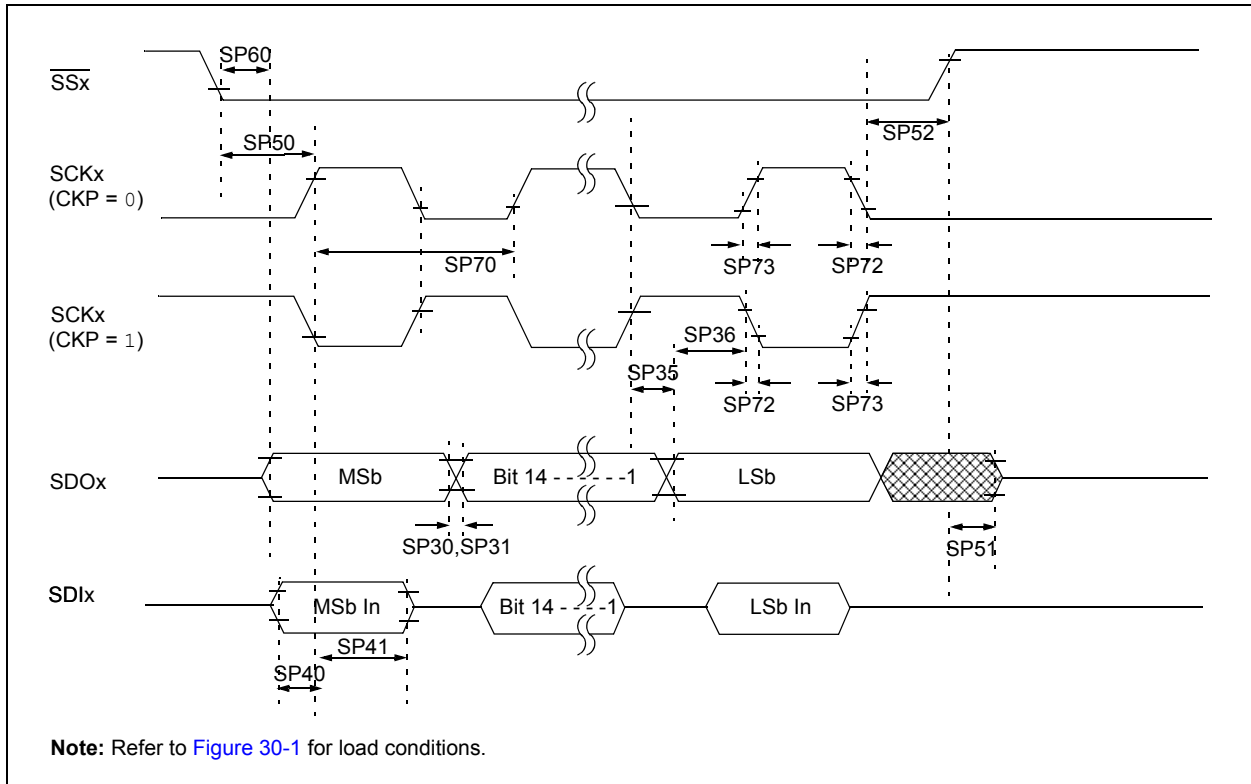 SP60
SSx
SP50
SP52
SCKx
(CKP = 0)
SP70
SP73
SP72
SCKx
(CKP = 1)
SP36
SP35
SP72
SP73
SDOx
MSb
Bit 14 - - - - - -1
LSb
SP30,SP31
SP51
SDIx
MSb In
Bit 14 - - - -1
LSb In
SP41
SP40
Note: Refer to Figure 30-1 for load conditions.